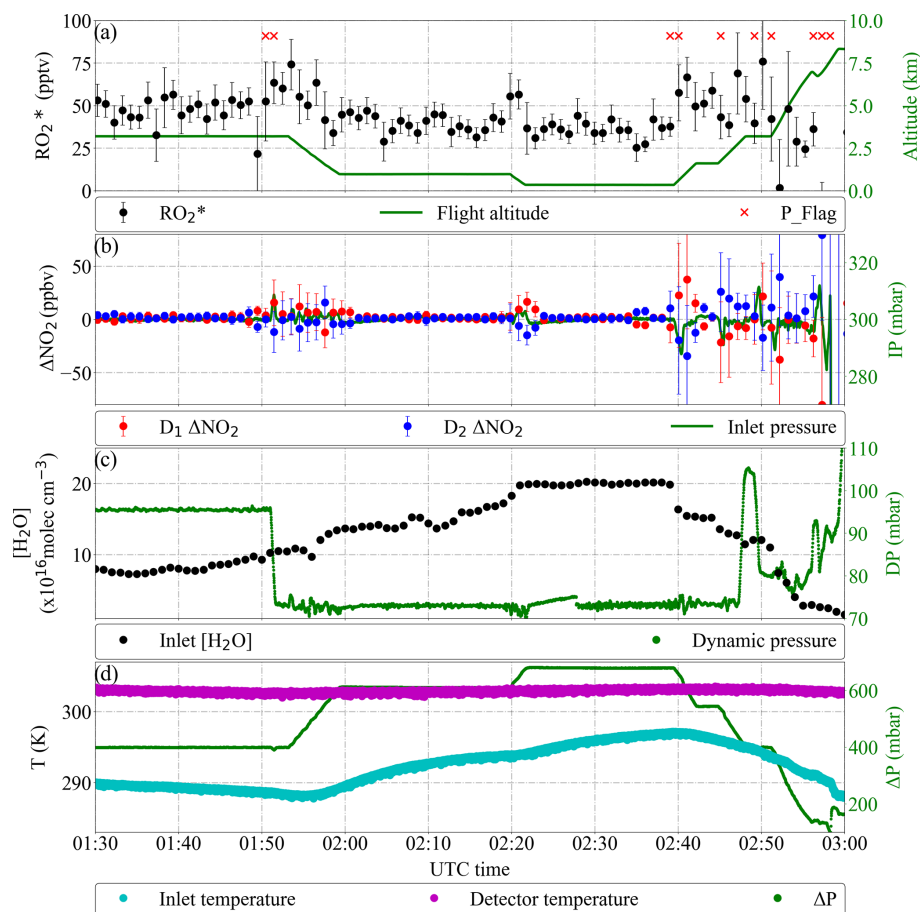 (a)
100
75
50
25
0
RO₂* (pptv)
10.0
7.5
5.0
2.5
0.0
Altitude (km)
RO₂* Flight altitude P_Flag
(b)
50
0
−50
ΔNO₂ (ppbv)
320
300
290
270
IP (mbar)
D₁ ΔNO₂ D₂ ΔNO₂ Inlet pressure
(c)
20
10
[H₂O]
(x10¹⁶molec cm⁻³)
110
100
90
80
70
DP (mbar)
Inlet [H₂O] Dynamic pressure
(d)
300
290
T (K)
600
400
200
ΔP (mbar)
01:30 01:40 01:50 02:00 02:10 02:20 02:30 02:40 02:50 03:00
UTC time
Inlet temperature Detector temperature ΔP